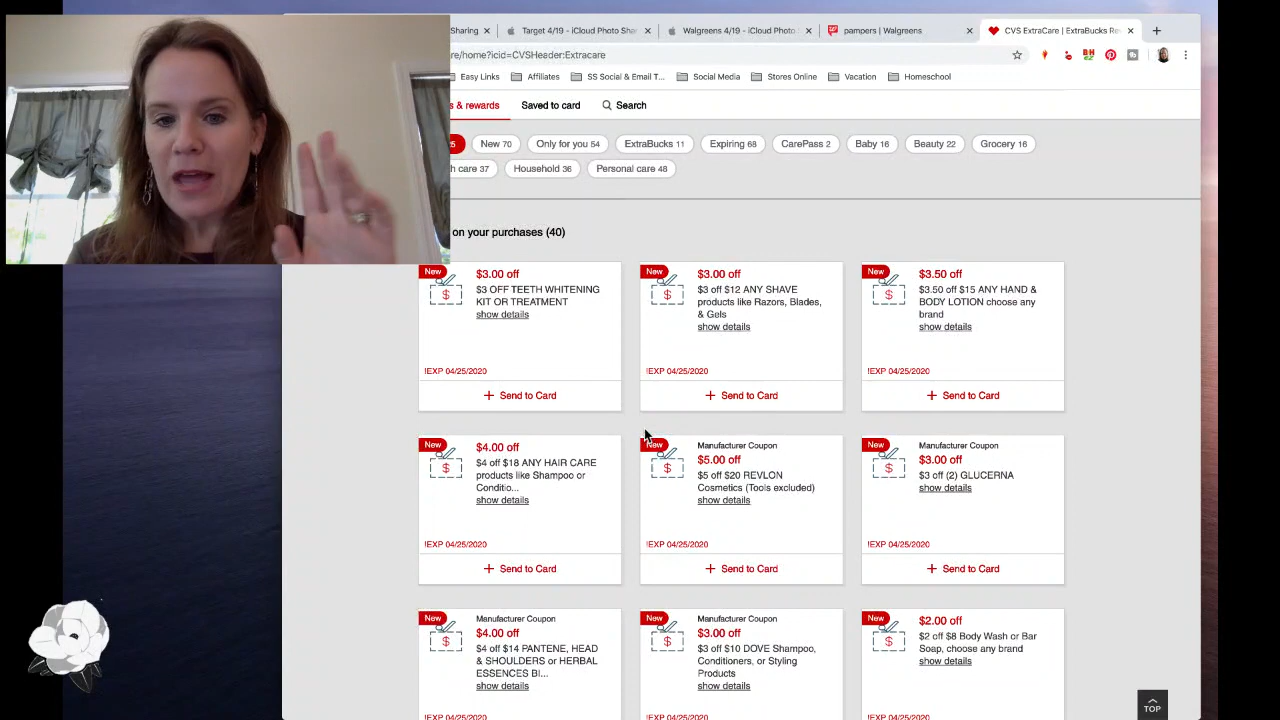 Sharing
Target 4/19 - iCloud Photo Sha
Walgreens 4/19 - iCloud Photo
pampers | Walgreens
CVS ExtraCare | ExtraBucks Re
re/home?icid=CVSHeader:Extracare
Easy Links
Affiliates
SS Social & Email T...
Social Media
Stores Online
Vacation
Homeschool
s & rewards
Saved to card
Search
New 70
Only for you 54
ExtraBucks 11
Expiring 68
CarePass 2
Baby 16
Beauty 22
Grocery 16
h care 37
Household 36
Personal care 48
on your purchases (40)
New
$3.00 off
$3 OFF TEETH WHITENING
KIT OR TREATMENT
show details
!EXP 04/25/2020
+ Send to Card
New
$3.00 off
$3 off $12 ANY SHAVE
products like Razors, Blades,
& Gels
show details
!EXP 04/25/2020
+ Send to Card
New
$3.50 off
$3.50 off $15 ANY HAND &
BODY LOTION choose any
brand
show details
!EXP 04/25/2020
+ Send to Card
New
$4.00 off
$4 off $18 ANY HAIR CARE
products like Shampoo or
Conditio...
show details
!EXP 04/25/2020
+ Send to Card
New
Manufacturer Coupon
$5.00 off
$5 off $20 REVLON
Cosmetics (Tools excluded)
show details
!EXP 04/25/2020
+ Send to Card
New
Manufacturer Coupon
$3.00 off
$3 off (2) GLUCERNA
show details
!EXP 04/25/2020
+ Send to Card
New
Manufacturer Coupon
$4.00 off
$4 off $14 PANTENE, HEAD
& SHOULDERS or HERBAL
ESSENCES BI...
show details
!EXP 04/25/2020
New
Manufacturer Coupon
$3.00 off
$3 off $10 DOVE Shampoo,
Conditioners, or Styling
Products
show details
!EXP 04/25/2020
New
$2.00 off
$2 off $8 Body Wash or Bar
Soap, choose any brand
show details
!EXP 04/25/2020
TOP